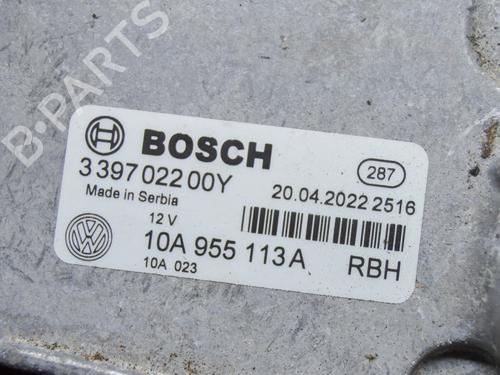 B-PARTS
BOSCH
287
3 397 022 00Y
20.04.2022 2516
Made in Serbia
12 V
10A 955 113A
RBH
10A 023